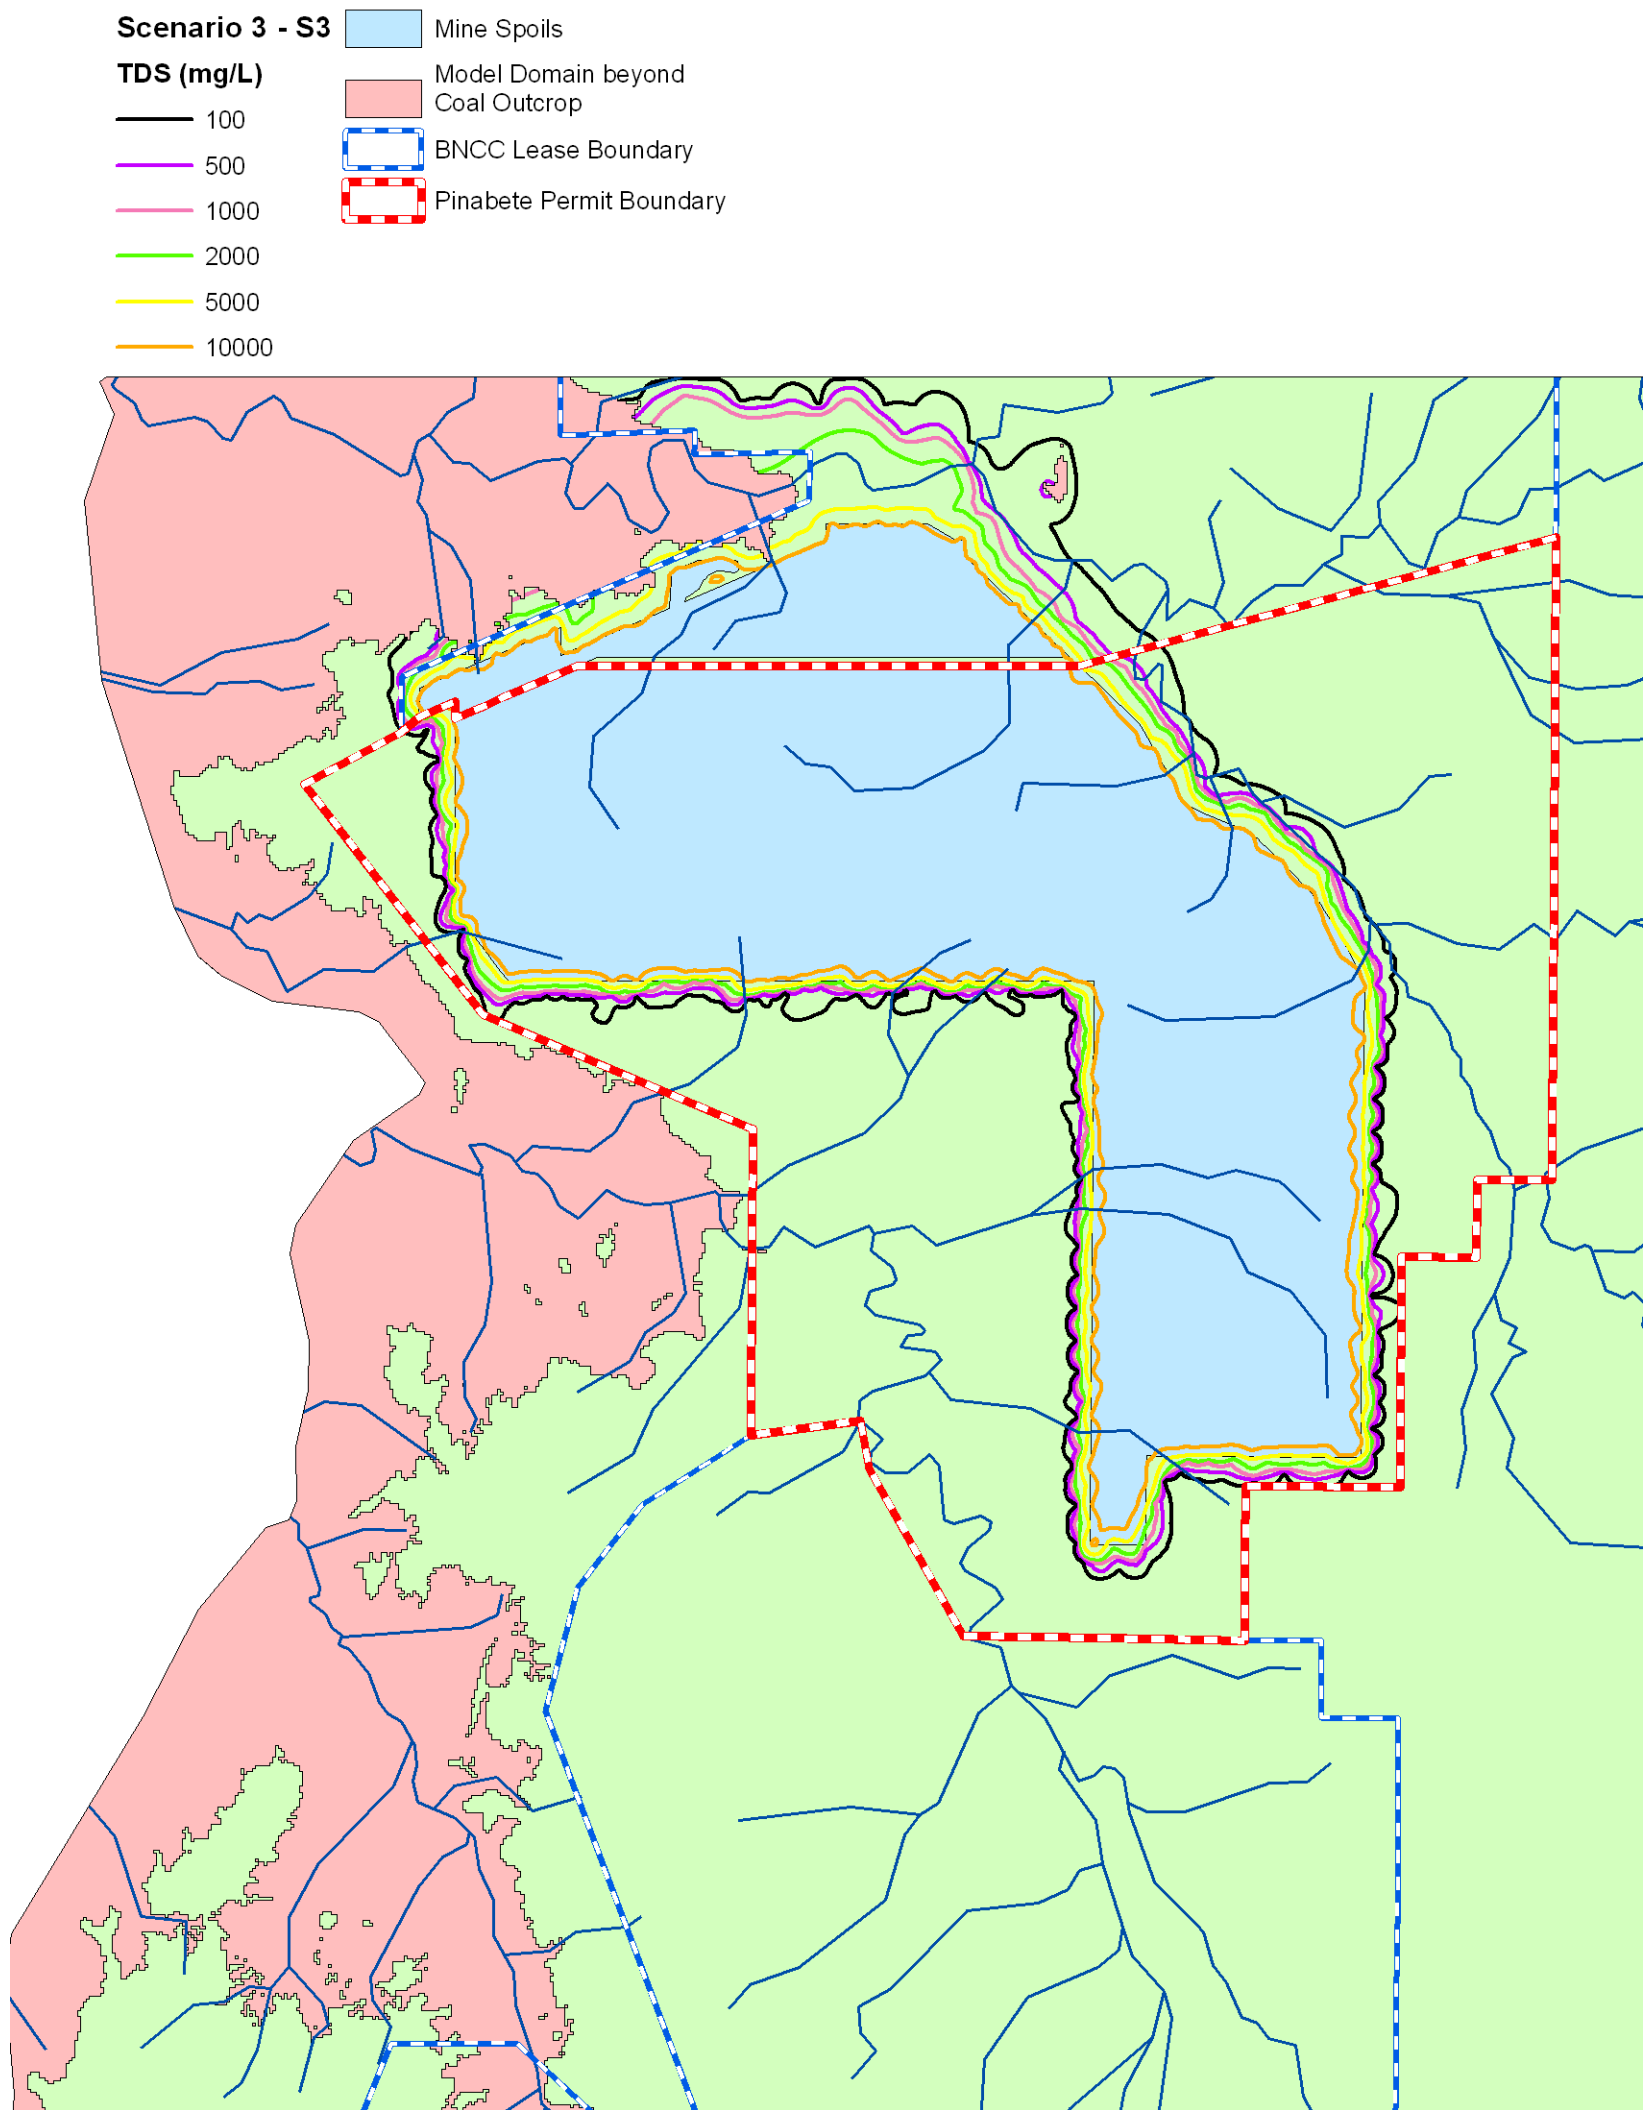 Scenario 3 - S3
TDS (mg/L)
100
500
1000
2000
5000
10000
Mine Spoils
Model Domain beyond
Coal Outcrop
BNCC Lease Boundary
Pinabete Permit Boundary